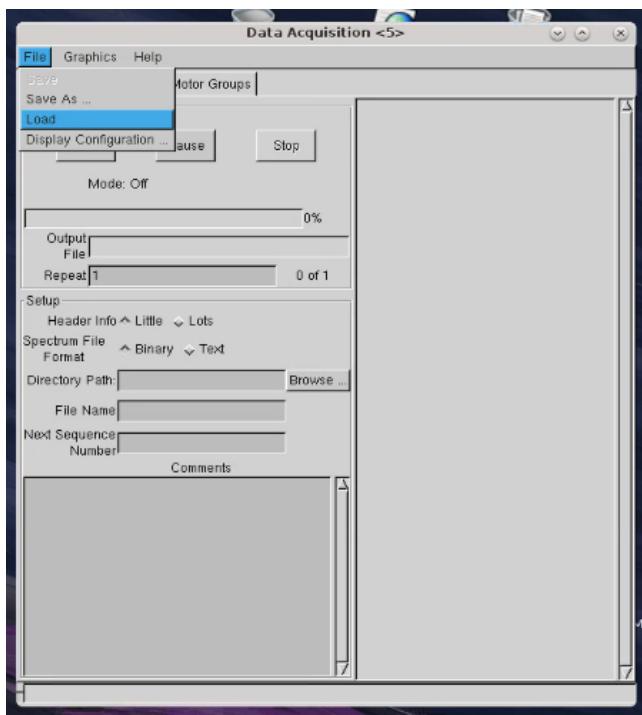 Data Acquisition <5>
File Graphics Help
Save
Motor Groups
Save As ...
Load
Display Configuration ...
ause
Stop
Mode: Off
0%
Output
File
Repeat 1 0 of 1
Setup
Header Info Little Lots
Spectrum File
Format
Binary Text
Directory Path: Browse ...
File Name
Next Sequence
Number
Comments